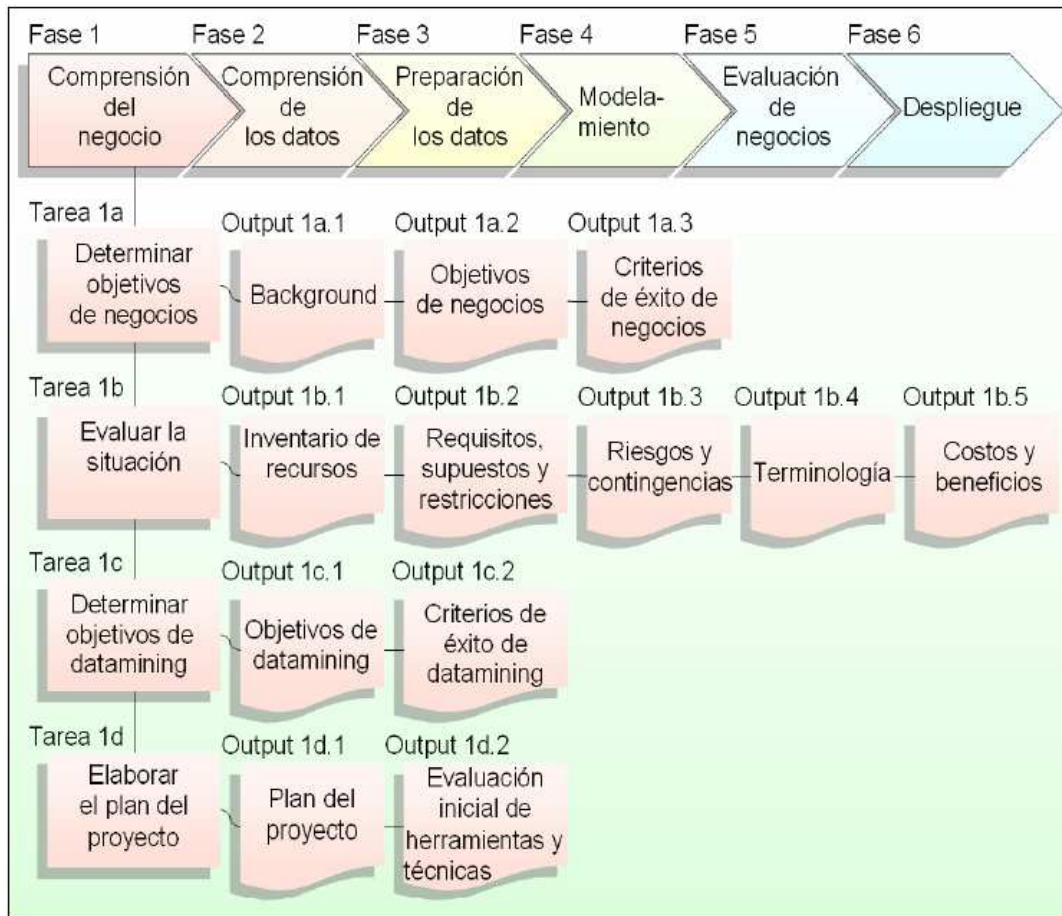 Fase 1
Fase 2
Fase 3
Fase 4
Fase 5
Fase 6
Comprensión
del
negocio
Comprensión
de
los datos
Preparación
de
los datos
Modela-
miento
Evaluación
de
negocios
Despliegue
Tarea 1a
Determinar
objetivos
de negocios
Output 1a.1
Background
Output 1a.2
Objetivos
de negocios
Output 1a.3
Criterios
de éxito de
negocios
Tarea 1b
Evaluar la
situación
Output 1b.1
Inventario de
recursos
Output 1b.2
Requisitos,
supuestos y
restricciones
Output 1b.3
Riesgos y
contingencias
Output 1b.4
Terminología
Output 1b.5
Costos y
beneficios
Tarea 1c
Determinar
objetivos de
datamining
Output 1c.1
Objetivos de
datamining
Output 1c.2
Criterios de
éxito de
datamining
Tarea 1d
Elaborar
el plan del
proyecto
Output 1d.1
Plan del
proyecto
Output 1d.2
Evaluación
inicial de
herramientas y
técnicas